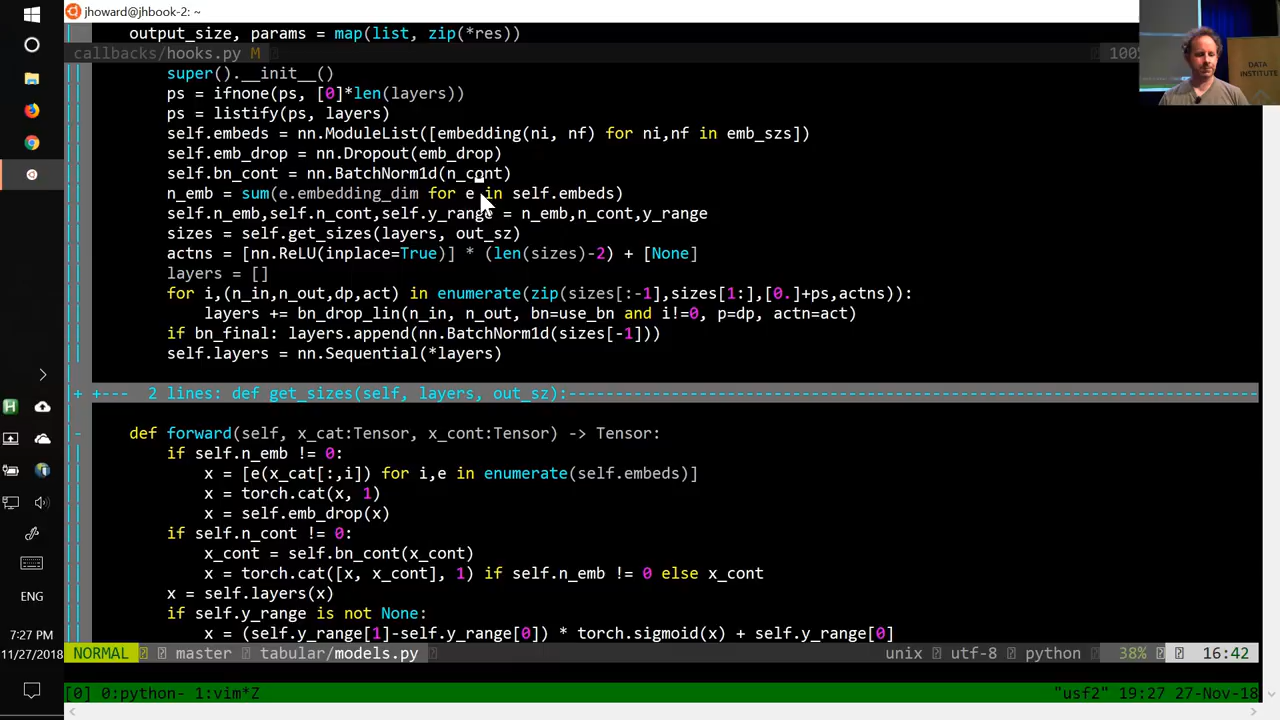 jhoward@jhbook-2: ~
output_size, params = map(list, zip(*res))
callbacks/hooks.py M 100%
super().__init__()
ps = ifnone(ps, [0]*len(layers))
ps = listify(ps, layers)
self.embeds = nn.ModuleList([embedding(ni, nf) for ni,nf in emb_szs])
self.emb_drop = nn.Dropout(emb_drop)
self.bn_cont = nn.BatchNorm1d(n_cont)
n_emb = sum(e.embedding_dim for e in self.embeds)
self.n_emb,self.n_cont,self.y_range = n_emb,n_cont,y_range
sizes = self.get_sizes(layers, out_sz)
actns = [nn.ReLU(inplace=True)] * (len(sizes)-2) + [None]
layers = []
for i,(n_in,n_out,dp,act) in enumerate(zip(sizes[:-1],sizes[1:],[0.]+ps,actns)):
layers += bn_drop_lin(n_in, n_out, bn=use_bn and i!=0, p=dp, actn=act)
if bn_final: layers.append(nn.BatchNorm1d(sizes[-1]))
self.layers = nn.Sequential(*layers)
+ +--- 2 lines: def get_sizes(self, layers, out_sz):-----------------------------------------------------------
- def forward(self, x_cat:Tensor, x_cont:Tensor) -> Tensor:
if self.n_emb != 0:
x = [e(x_cat[:,i]) for i,e in enumerate(self.embeds)]
x = torch.cat(x, 1)
x = self.emb_drop(x)
if self.n_cont != 0:
x_cont = self.bn_cont(x_cont)
x = torch.cat([x, x_cont], 1) if self.n_emb != 0 else x_cont
x = self.layers(x)
if self.y_range is not None:
x = (self.y_range[1]-self.y_range[0]) * torch.sigmoid(x) + self.y_range[0]
NORMAL master tabular/models.py unix utf-8 python 38% 16:42
[0] 0:python- 1:vim*Z "usf2" 19:27 27-Nov-18
ENG
7:27 PM
11/27/2018
DATA
INSTITUTE